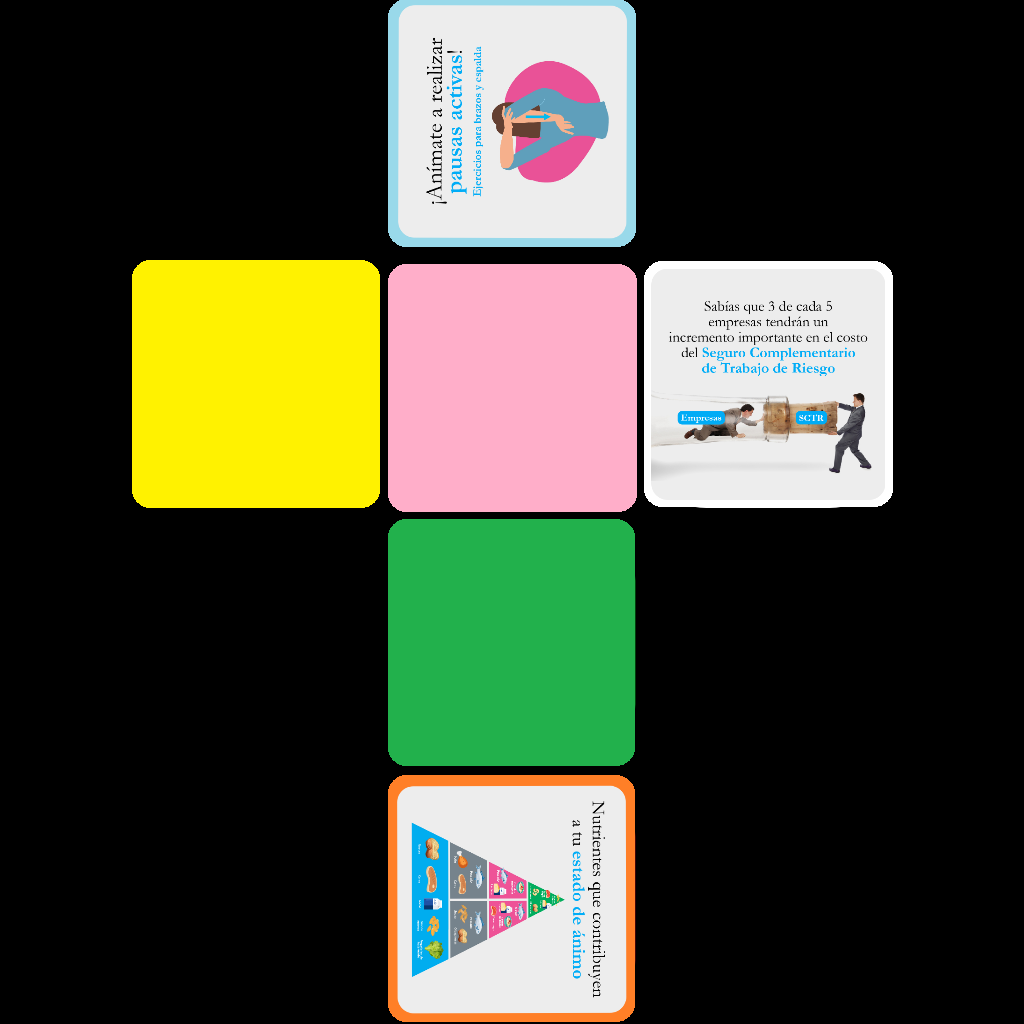 ¡Anímate a realizar
pausas activas!
Ejercicios para brazos y espalda
Sabías que 3 de cada 5
empresas tendrán un
incremento importante en el costo
del Seguro Complementario
de Trabajo de Riesgo
Empresas
SCTR
Nutrientes que contribuyen
a tu estado de ánimo